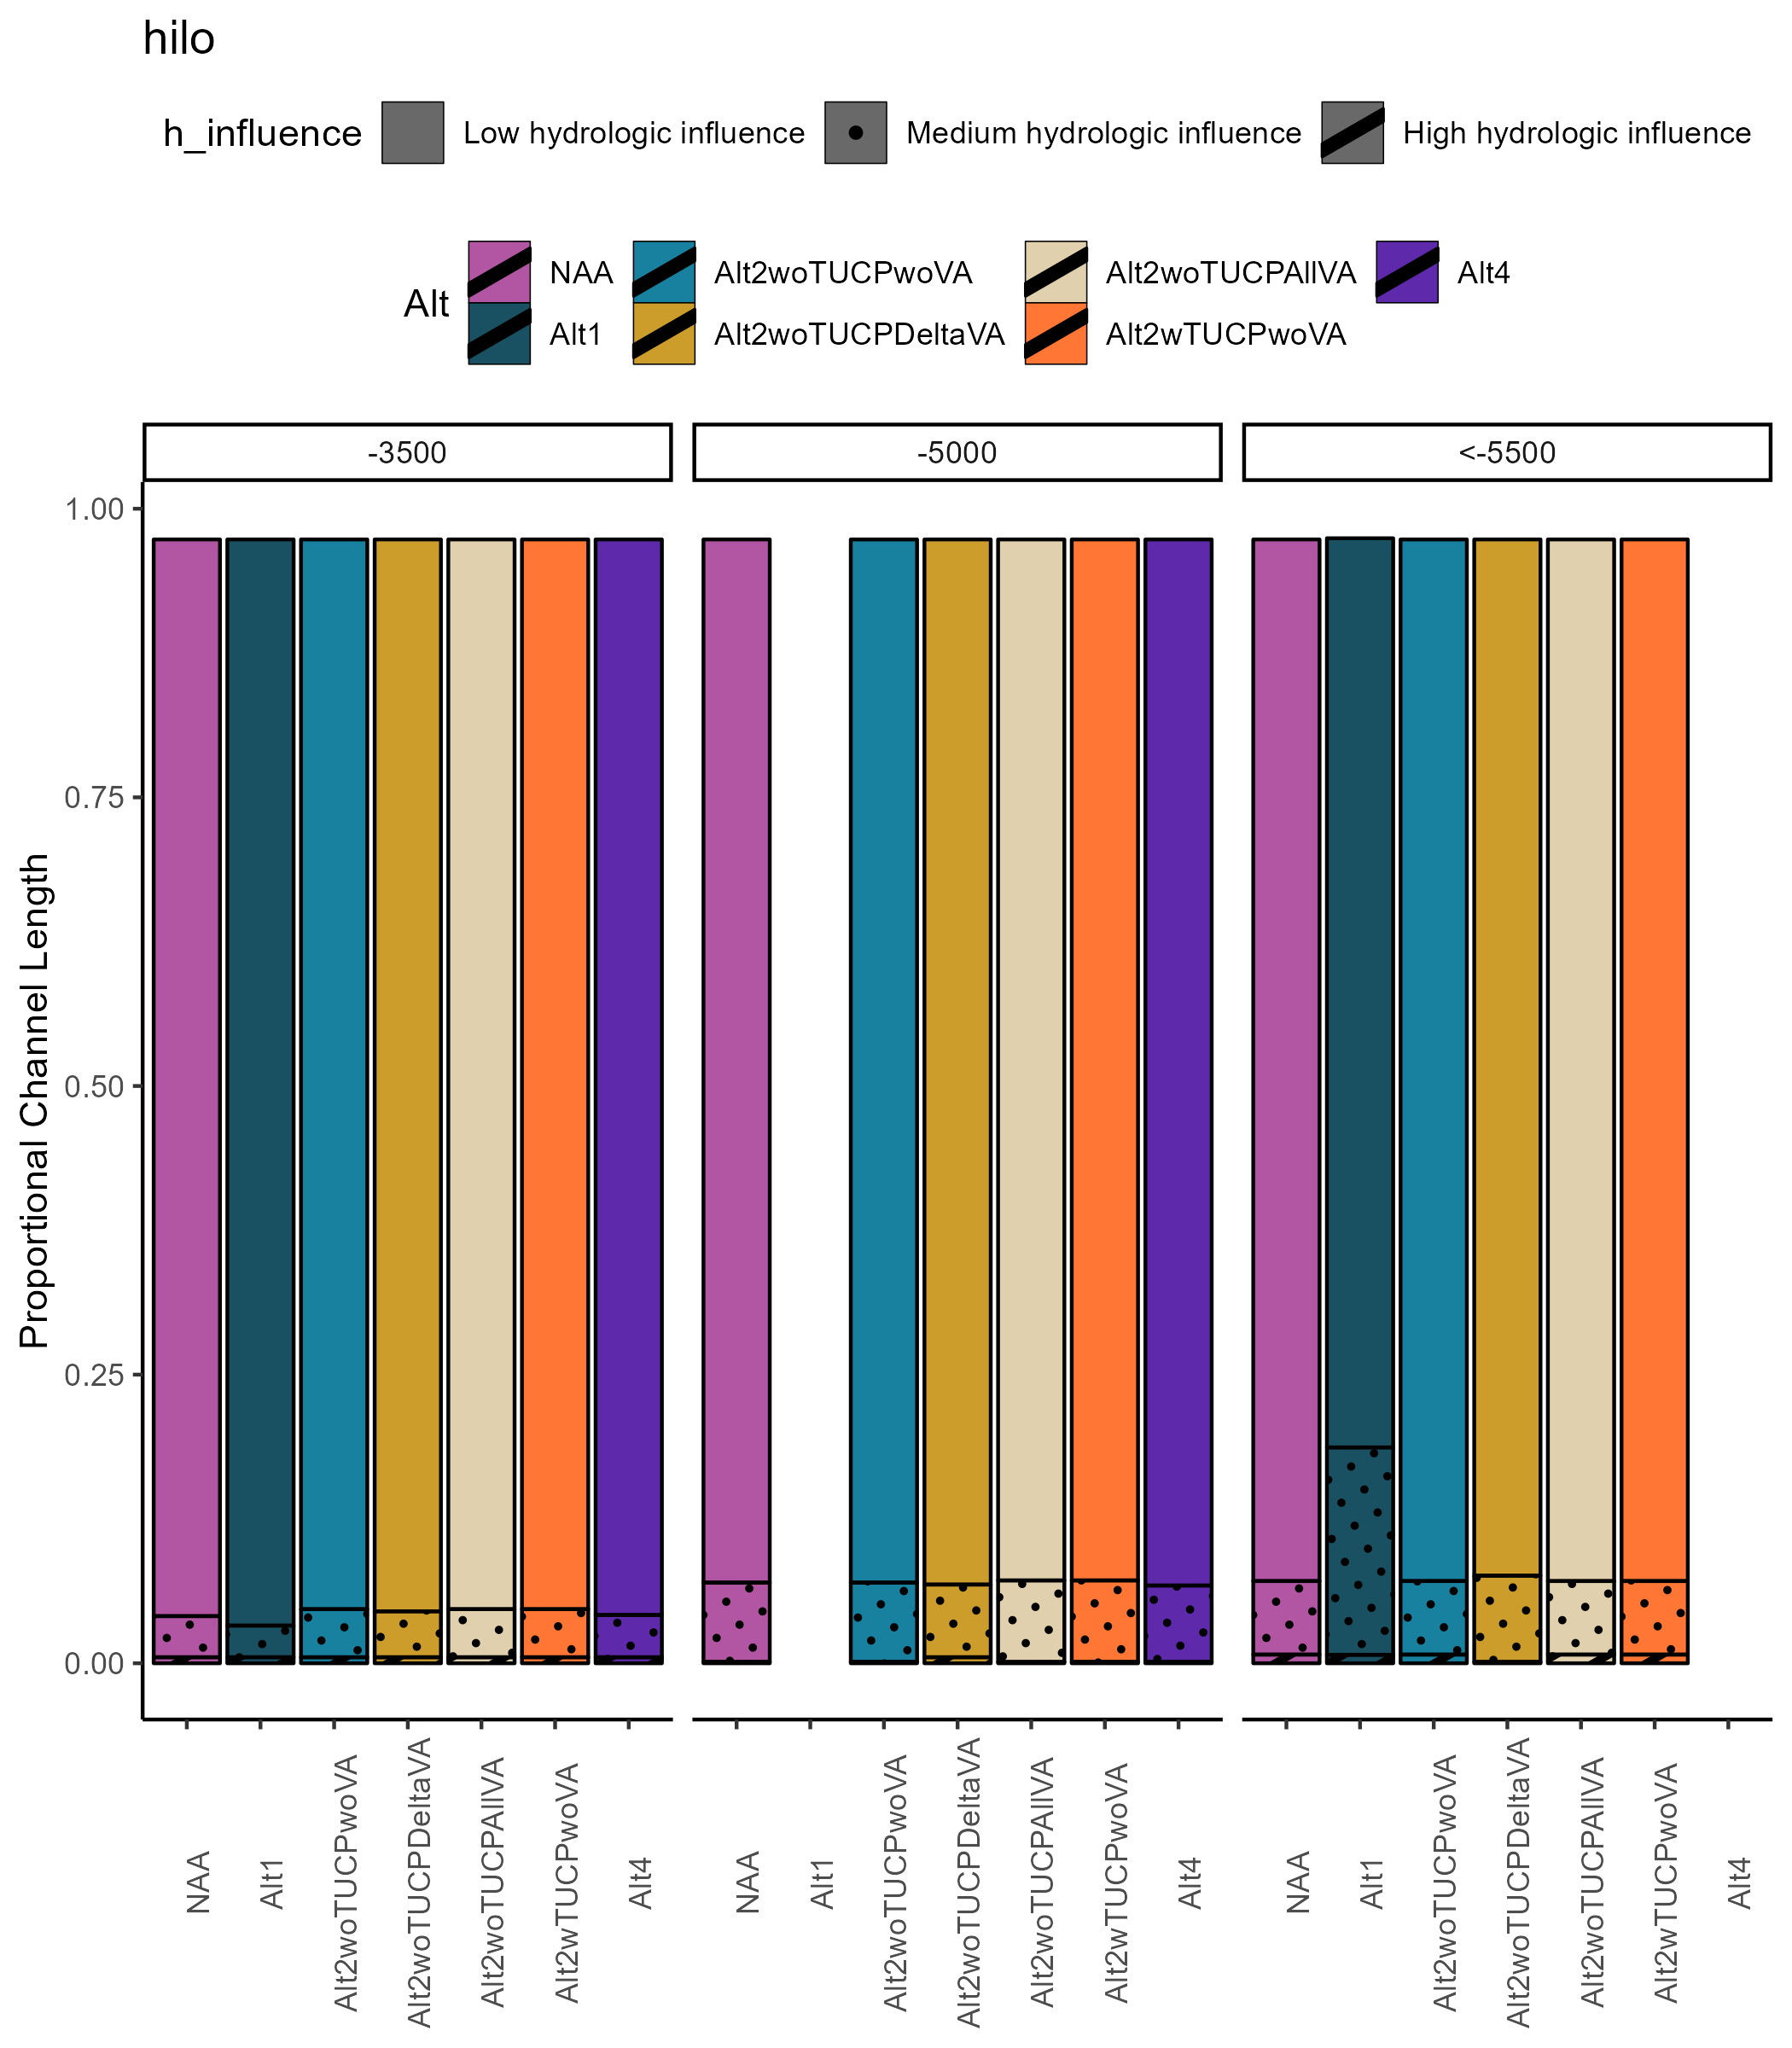 hilo
h_influence Low hydrologic influence Medium hydrologic influence High hydrologic influence
Alt NAA Alt2woTUCPwoVA Alt2woTUCPAllVA Alt4
Alt1 Alt2woTUCPDeltaVA Alt2wTUCPwoVA
-3500 -5000 <-5500
Proportional Channel Length
1.00
0.75
0.50
0.25
0.00
NAA Alt1 Alt2woTUCPwoVA Alt2woTUCPDeltaVA Alt2woTUCPAllVA Alt2wTUCPwoVA Alt4 NAA Alt1 Alt2woTUCPwoVA Alt2woTUCPDeltaVA Alt2woTUCPAllVA Alt2wTUCPwoVA Alt4 NAA Alt1 Alt2woTUCPwoVA Alt2woTUCPDeltaVA Alt2woTUCPAllVA Alt2wTUCPwoVA Alt4